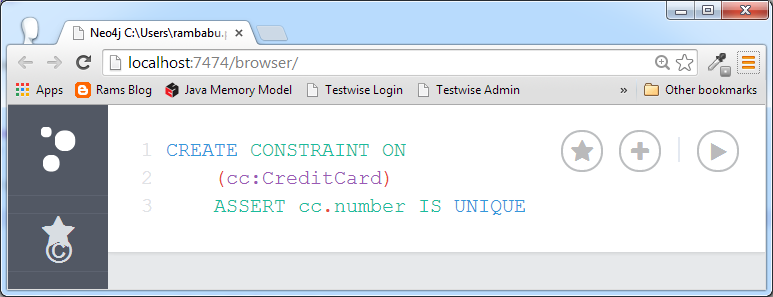 Neo4j C:\Users\rambabu.p
localhost:7474/browser/
Apps Rams Blog Java Memory Model Testwise Login Testwise Admin » Other bookmarks
1 CREATE CONSTRAINT ON
2 (cc:CreditCard)
3 ASSERT cc.number IS UNIQUE
©